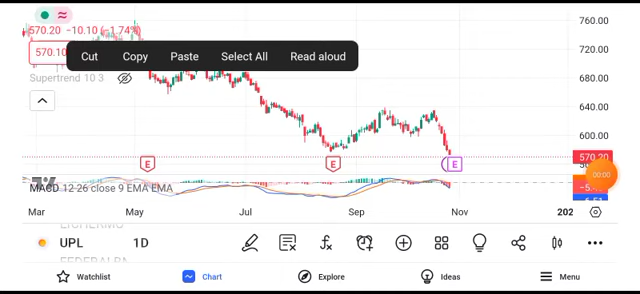 760.00
570.20 −10.10 (−1.74%)
570.10
Cut Copy Paste Select All Read aloud
720.00
680.00
Supertrend 10 3
640.00
600.00
570.20
E E E
00:00
MACD 12 26 close 9 EMA EMA
Mar May Jul Sep Nov 202
UPL 1D
Watchlist Chart Explore Ideas Menu